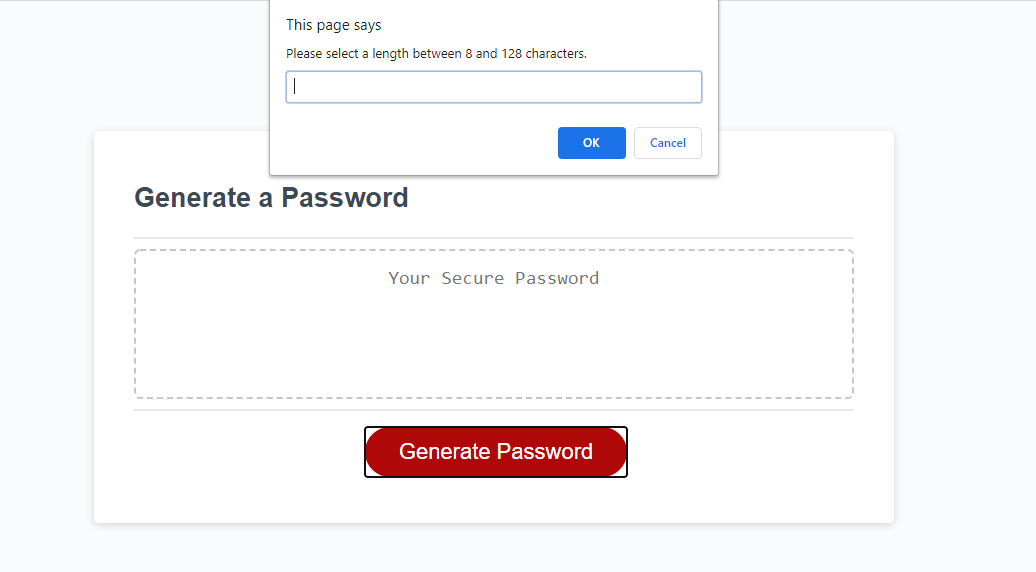 This page says
Please select a length between 8 and 128 characters.
OK
Cancel
Generate a Password
Your Secure Password
Generate Password